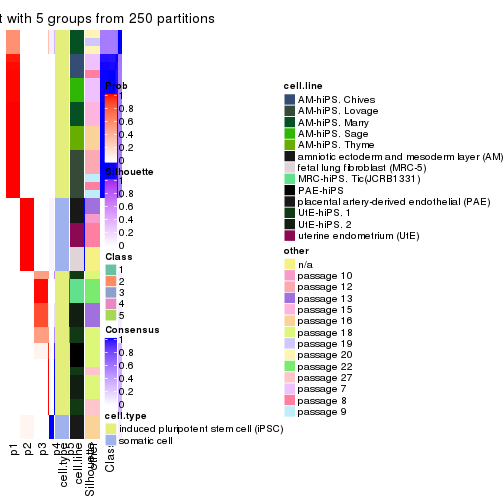 t with 5 groups from 250 partitions
Prob
1
0.8
0.6
0.4
0.2
0
Silhouette
1
0.8
0.6
0.4
0.2
0
Class
1
2
3
4
5
Consensus
1
0.8
0.6
0.4
0.2
0
cell.type
induced pluripotent stem cell (iPSC)
somatic cell
cell.line
AM-hiPS. Chives
AM-hiPS. Lovage
AM-hiPS. Marry
AM-hiPS. Sage
AM-hiPS. Thyme
amniotic ectoderm and mesoderm layer (AM)
fetal lung fibroblast (MRC-5)
MRC-hiPS. Tic(JCRB1331)
PAE-hiPS
placental artery-derived endothelial (PAE)
UtE-hiPS. 1
UtE-hiPS. 2
uterine endometrium (UtE)
other
n/a
passage 10
passage 12
passage 13
passage 15
passage 16
passage 18
passage 19
passage 20
passage 22
passage 27
passage 7
passage 8
passage 9
p1
p2
p3
p4
p5
cell.type
cell.line
Silhouette
other
Class